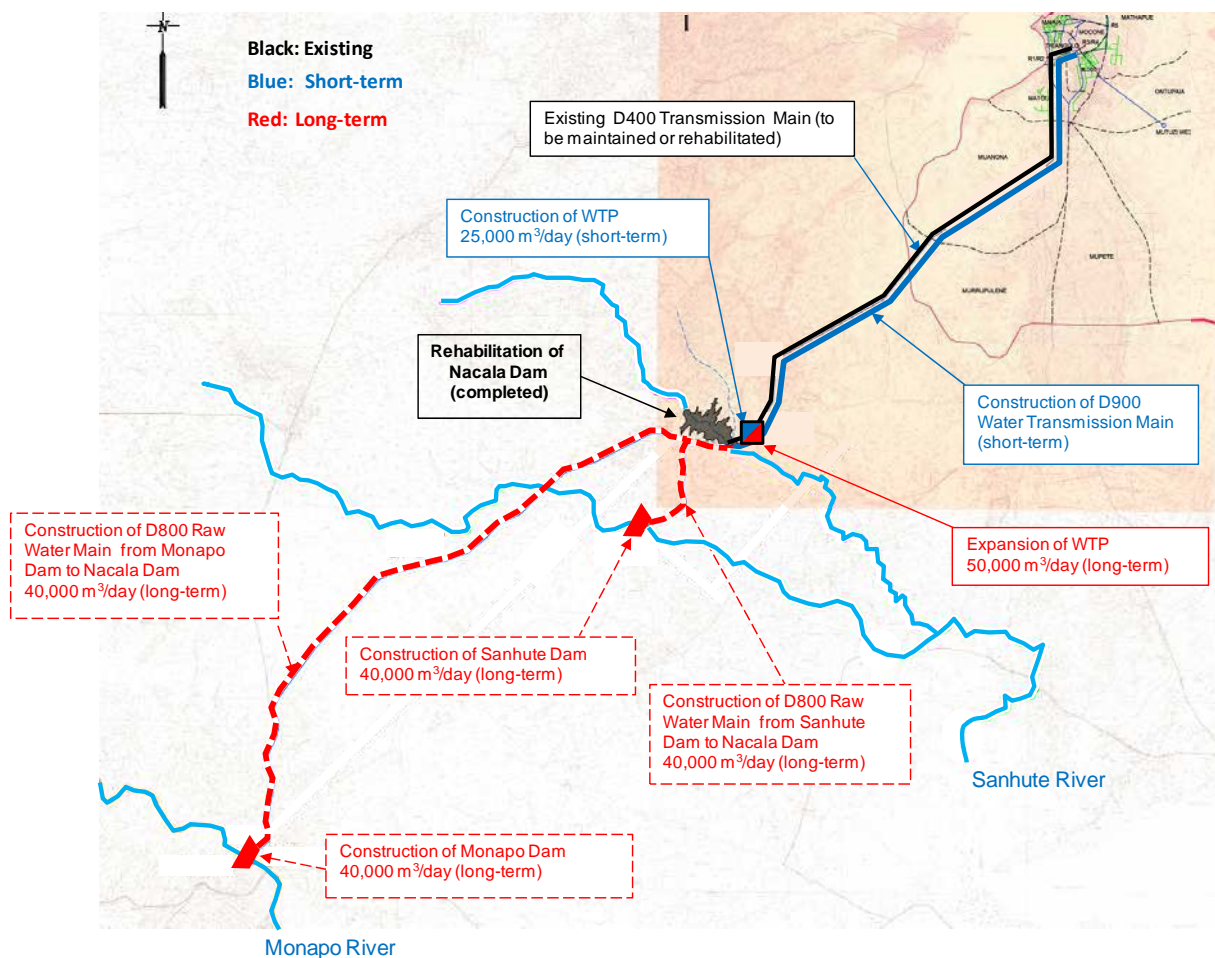 N
Black: Existing
Blue: Short-term
Red: Long-term
MATHAPUE
MOCONE
R3/R4
R1/R2
ONTUPAIA
MUANONA
MUPETE
MURRUPULENE
Existing D400 Transmission Main (to
be maintained or rehabilitated)
Construction of WTP
25,000 m³/day (short-term)
Rehabilitation of
Nacala Dam
(completed)
Construction of D900
Water Transmission Main
(short-term)
Construction of D800 Raw
Water Main from Monapo
Dam to Nacala Dam
40,000 m³/day (long-term)
Expansion of WTP
50,000 m³/day (long-term)
Construction of Sanhute Dam
40,000 m³/day (long-term)
Construction of D800 Raw
Water Main from Sanhute
Dam to Nacala Dam
40,000 m³/day (long-term)
Sanhute River
Construction of Monapo Dam
40,000 m³/day (long-term)
Monapo River